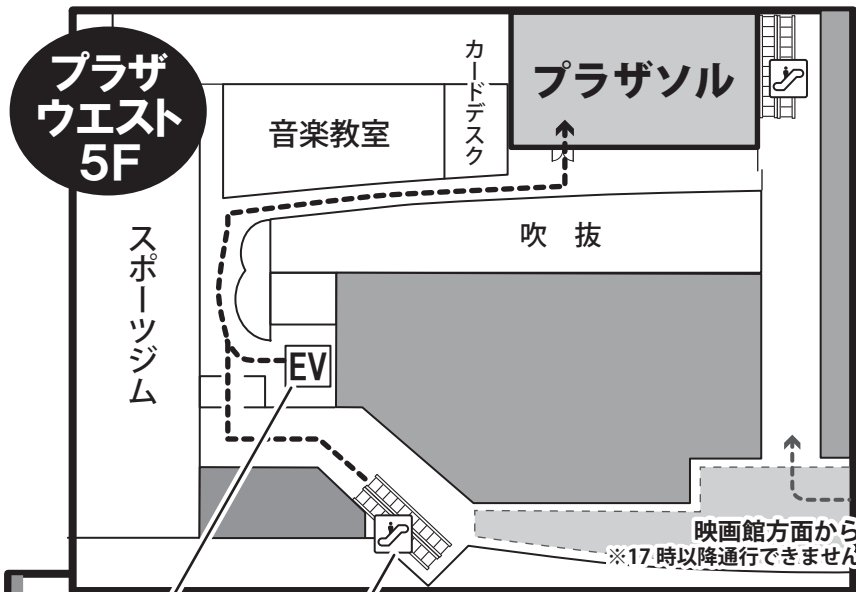 プラザ
ウエスト
5F
カードデスク
プラザソル
音楽教室
吹 抜
スポーツジム
EV
映画館方面から
※17時以降通行できません